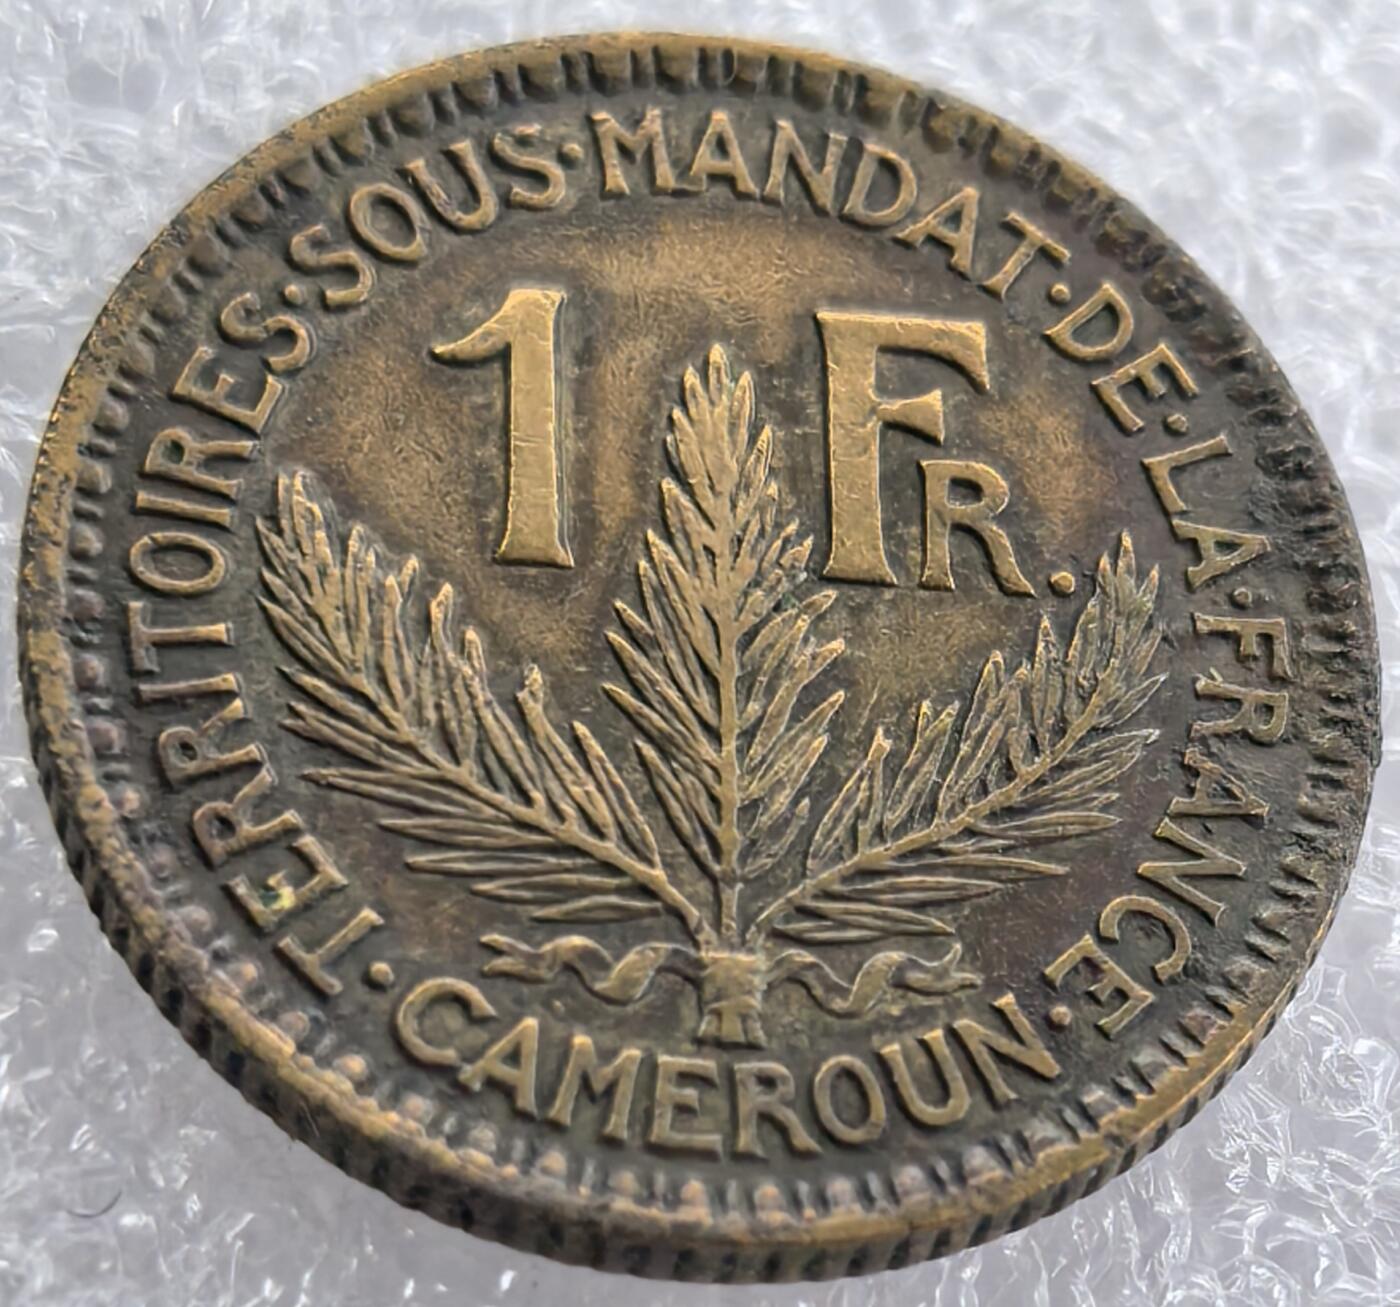 TERRITOIRES·SOUS·MANDAT·DE·LA·FRANCE
1 FR.
·CAMEROUN·